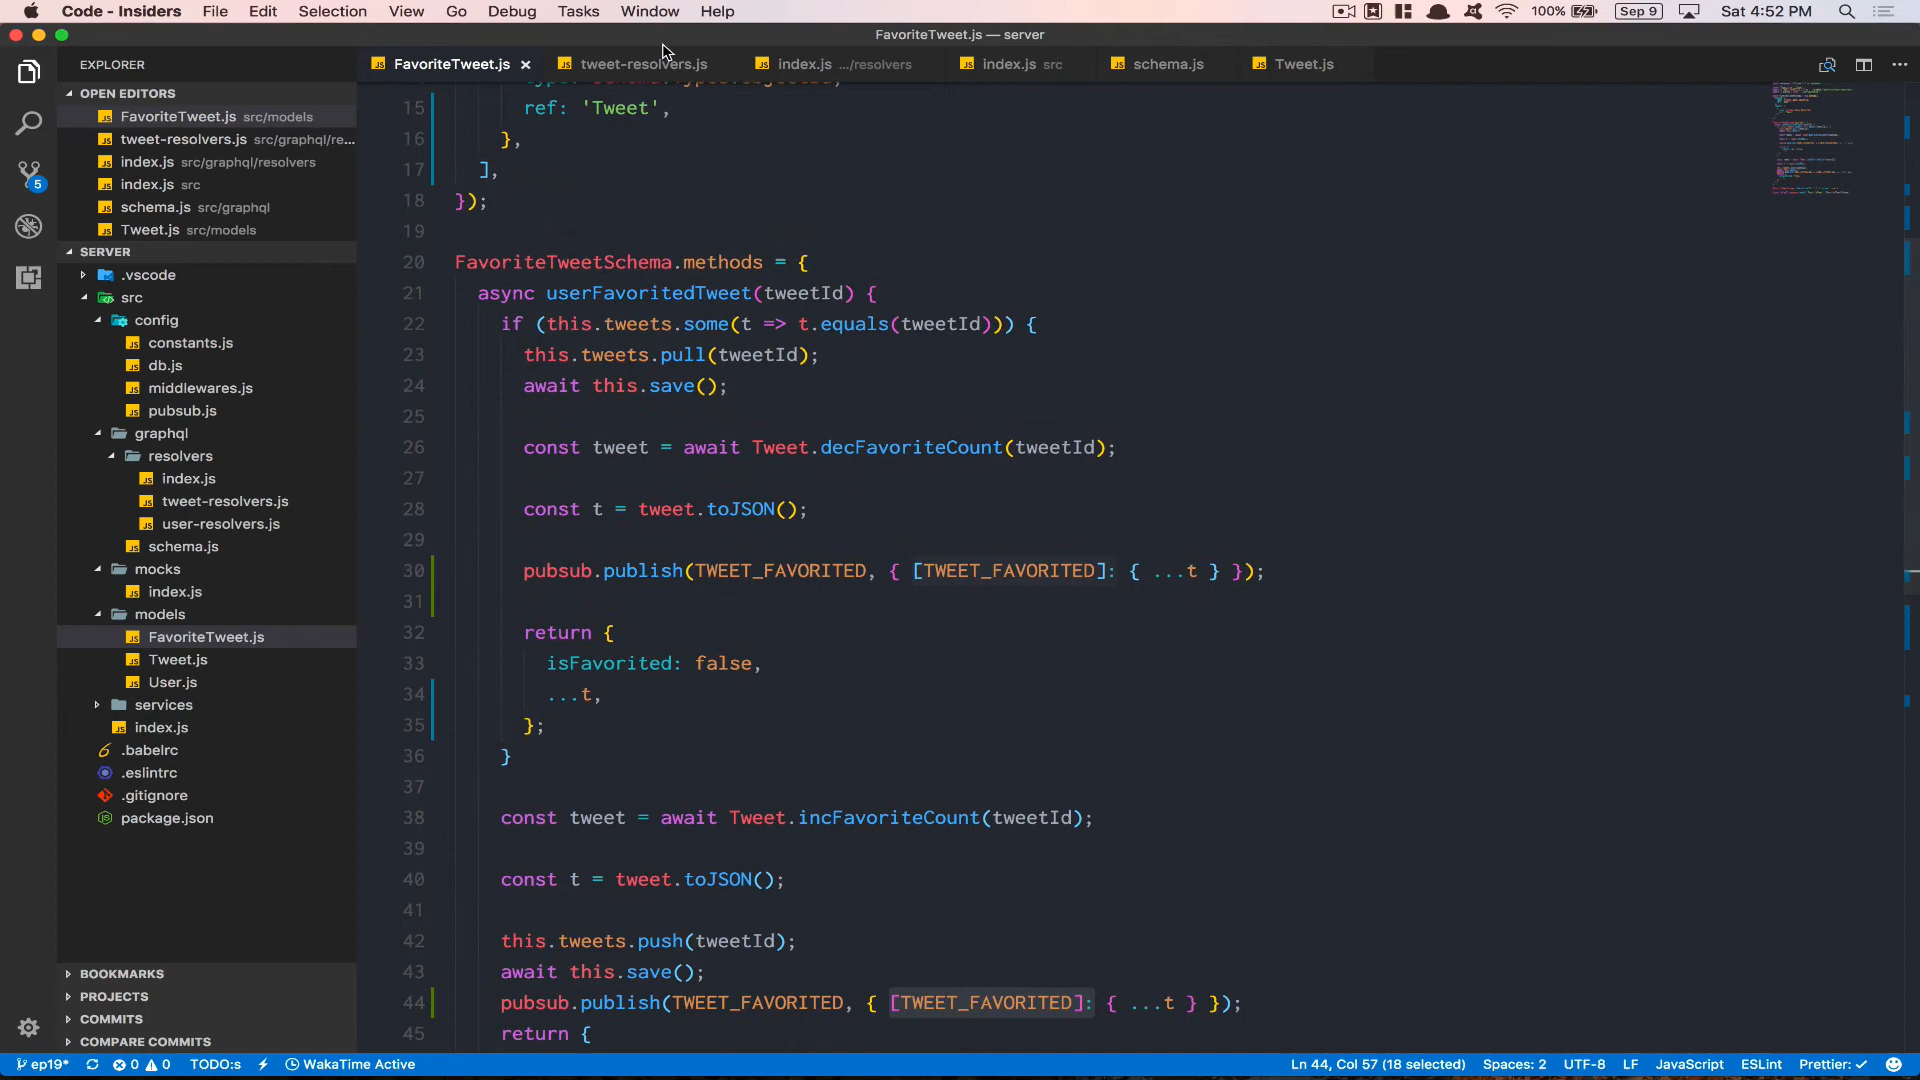 Code - Insiders File Edit Selection View Go Debug Tasks Window Help 100% Sep 9 Sat 4:52 PM
FavoriteTweet.js — server
EXPLORER
OPEN EDITORS
FavoriteTweet.js src/models
tweet-resolvers.js src/graphql/re...
index.js src/graphql/resolvers
index.js src
schema.js src/graphql
Tweet.js src/models
SERVER
.vscode
src
config
constants.js
db.js
middlewares.js
pubsub.js
graphql
resolvers
index.js
tweet-resolvers.js
user-resolvers.js
schema.js
mocks
index.js
models
FavoriteTweet.js
Tweet.js
User.js
services
index.js
.babelrc
.eslintrc
.gitignore
package.json
BOOKMARKS
PROJECTS
COMMITS
COMPARE COMMITS
5
FavoriteTweet.js tweet-resolvers.js index.js .../resolvers index.js src schema.js Tweet.js
15 ref: 'Tweet',
16 },
17 ],
18 });
19
20 FavoriteTweetSchema.methods = {
21 async userFavoritedTweet(tweetId) {
22 if (this.tweets.some(t => t.equals(tweetId))) {
23 this.tweets.pull(tweetId);
24 await this.save();
25
26 const tweet = await Tweet.decFavoriteCount(tweetId);
27
28 const t = tweet.toJSON();
29
30 pubsub.publish(TWEET_FAVORITED, { [TWEET_FAVORITED]: { ...t } });
31
32 return {
33 isFavorited: false,
34 ...t,
35 };
36 }
37
38 const tweet = await Tweet.incFavoriteCount(tweetId);
39
40 const t = tweet.toJSON();
41
42 this.tweets.push(tweetId);
43 await this.save();
44 pubsub.publish(TWEET_FAVORITED, { [TWEET_FAVORITED]: { ...t } });
45 return {
ep19* 0 0 TODO:s WakaTime Active Ln 44, Col 57 (18 selected) Spaces: 2 UTF-8 LF JavaScript ESLint Prettier: ✓